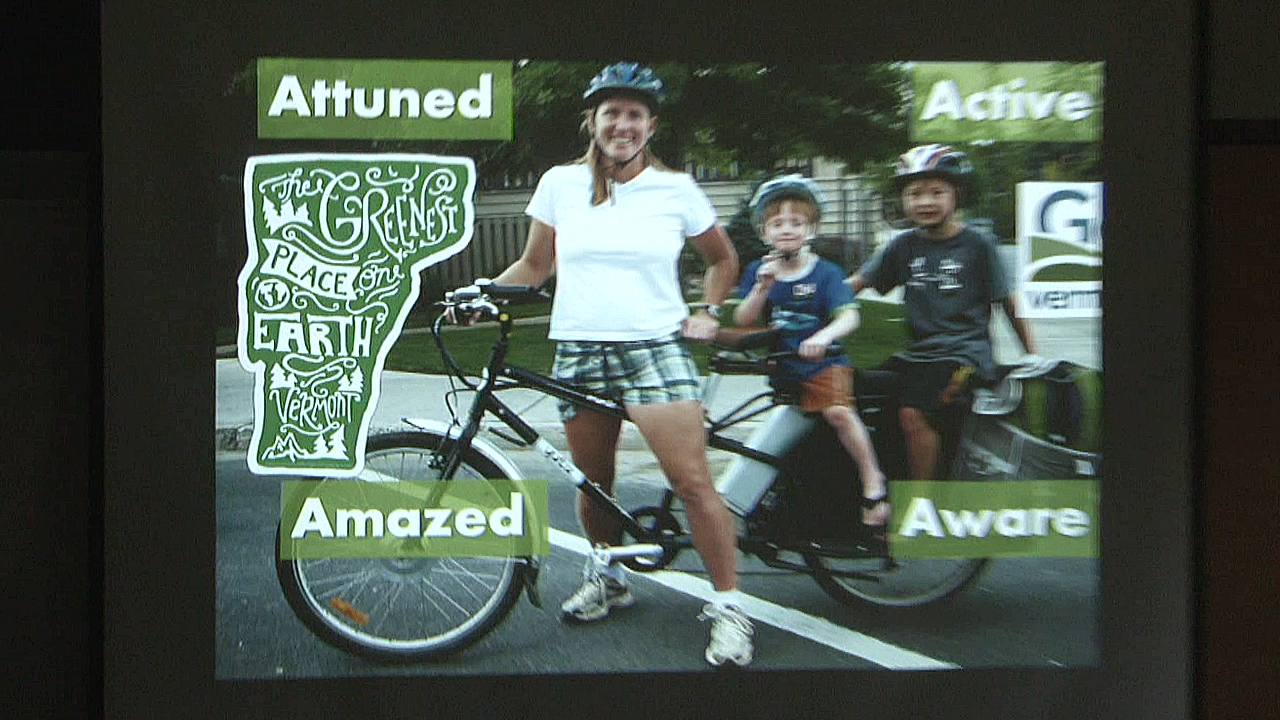 Attuned
Active
The
GREENEST
PLACE on
EARTH
VERMONT
Amazed
Aware